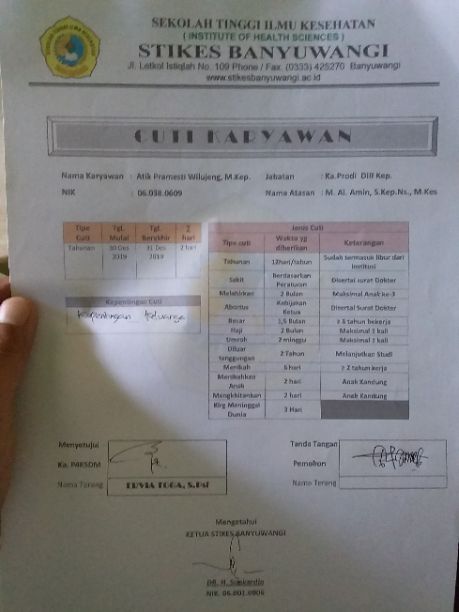 SEKOLAH TINGGI ILMU KESEHATAN
( INSTITUTE OF HEALTH SCIENCES )
STIKES BANYUWANGI
Jl. Letkol Istiqlah No. 109 Phone / Fax. (0333) 425270 Banyuwangi
www.stikesbanyuwangi.ac.id
CUTI KARYAWAN
Nama Karyawan : Atik Pramesti Wilujeng, M.Kep. Jabatan : Ka.Prodi DIII Kep.
NIK : 06.038.0609 Nama Atasan : M. Al. Amin, S.Kep.Ns., M.Kes
Tipe Cuti Tgl. Mulai Tgl. Berakhir Σ hari
Tahunan 30 Des 2019 31 Des 2019 2 hari
Kepentingan Cuti
Kepentingan keluarga
Jenis Cuti
Tipe cuti Waktu yg diberikan Keterangan
Tahunan 12hari/tahun Sudah termasuk libur dari Institusi
Sakit Berdasarkan Peraturan Disertai surat Dokter
Melahirkan 2 Bulan Maksimal Anak ke-3
Abortus Kebijakan Ketua Disertai Surat Dokter
Besar 1,5 Bulan ≥ 5 tahun bekerja
Haji 2 Bulan Maksimal 1 kali
Umroh 2 minggu Maksimal 1 kali
Diluar tanggungan 2 Tahun Melanjutkan Studi
Menikah 5 hari ≥ 2 tahun kerja
Menikahkan Anak 2 hari Anak Kandung
Mengkhitankan 2 hari Anak Kandung
Klrg Meninggal Dunia 3 Hari
Menyetujui
Ka. P4ESDM
Nama Terang
Tanda Tangan
Pemohon
Nama Terang
Mengetahui
KETUA STIKES BANYUWANGI
DR. H. Soekardjo
NIK. 06.001.0906